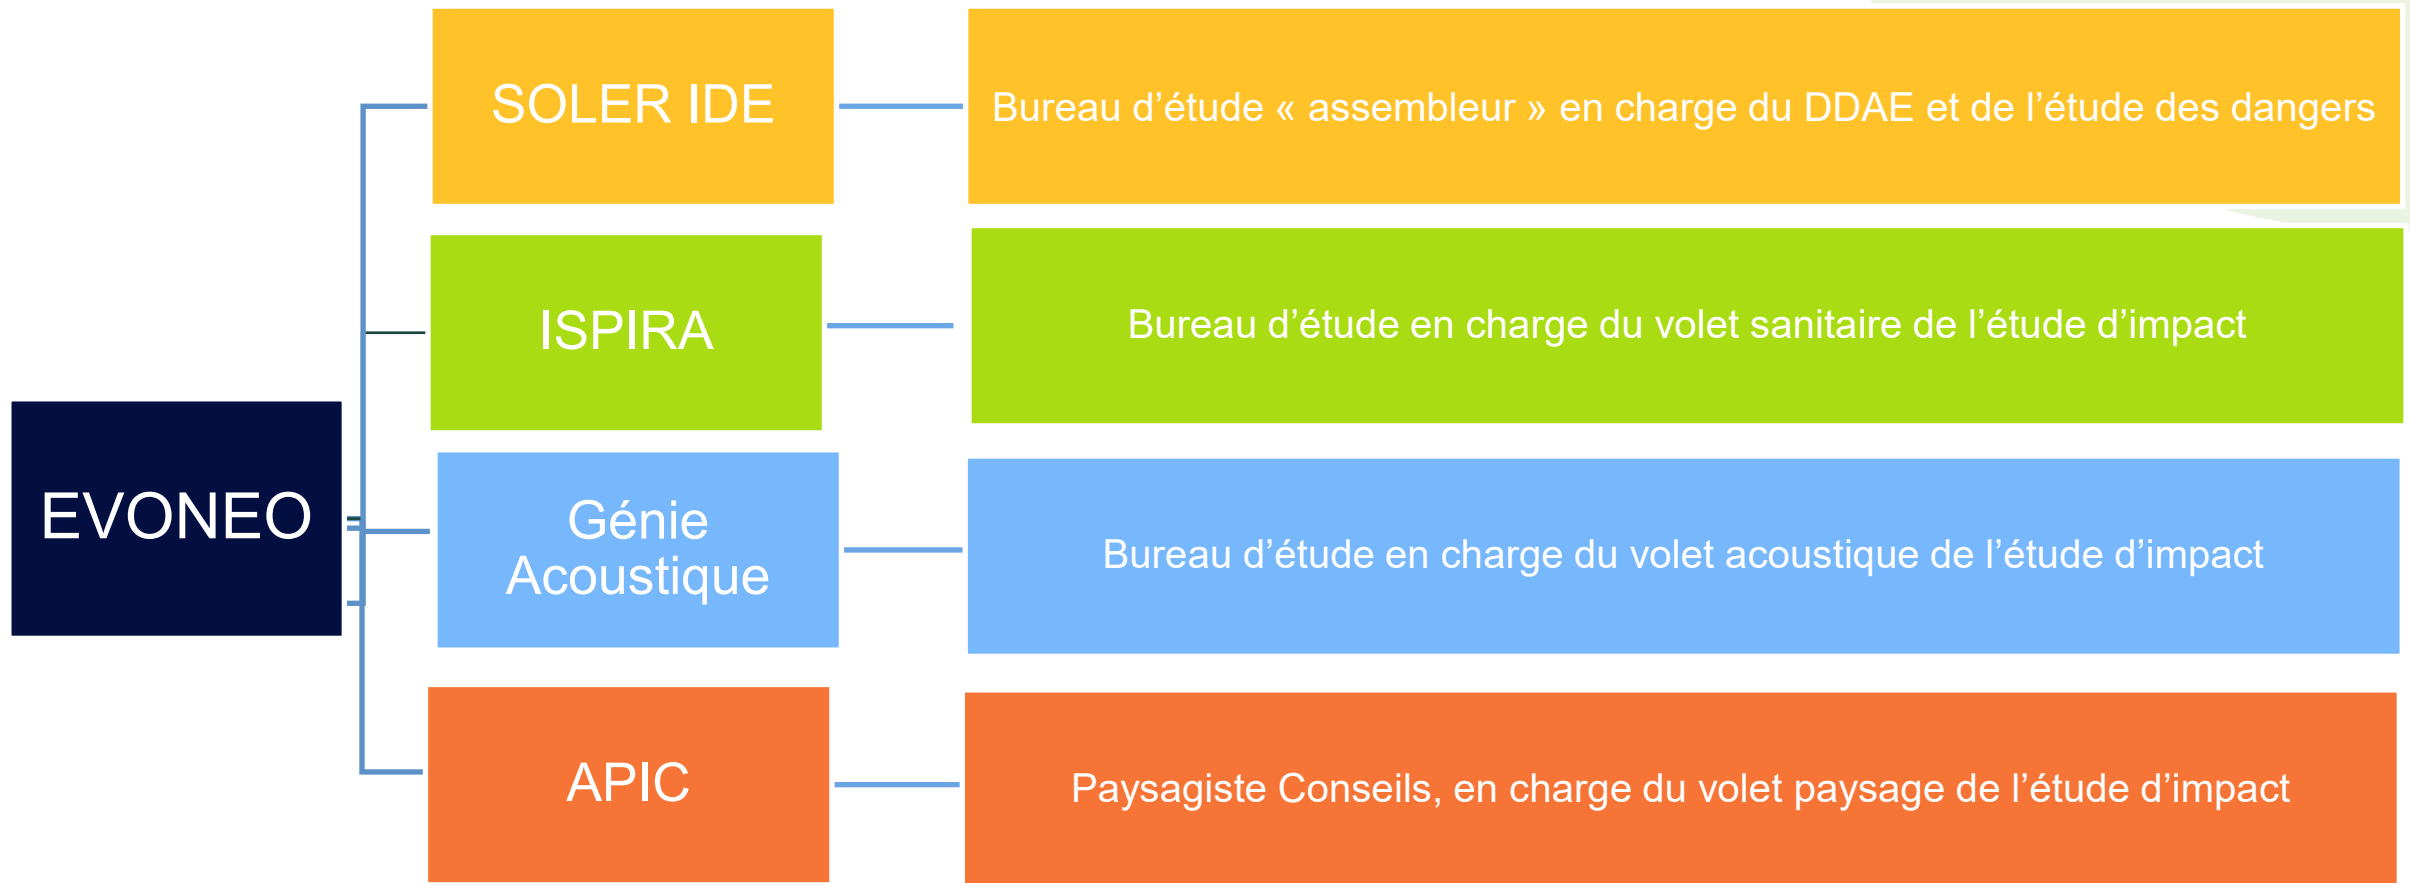 SOLER IDE
Bureau d’étude « assembleur » en charge du DDAE et de l’étude des dangers
ISPIRA
Bureau d’étude en charge du volet sanitaire de l’étude d’impact
EVONEO
Génie
Acoustique
Bureau d’étude en charge du volet acoustique de l’étude d’impact
APIC
Paysagiste Conseils, en charge du volet paysage de l’étude d’impact